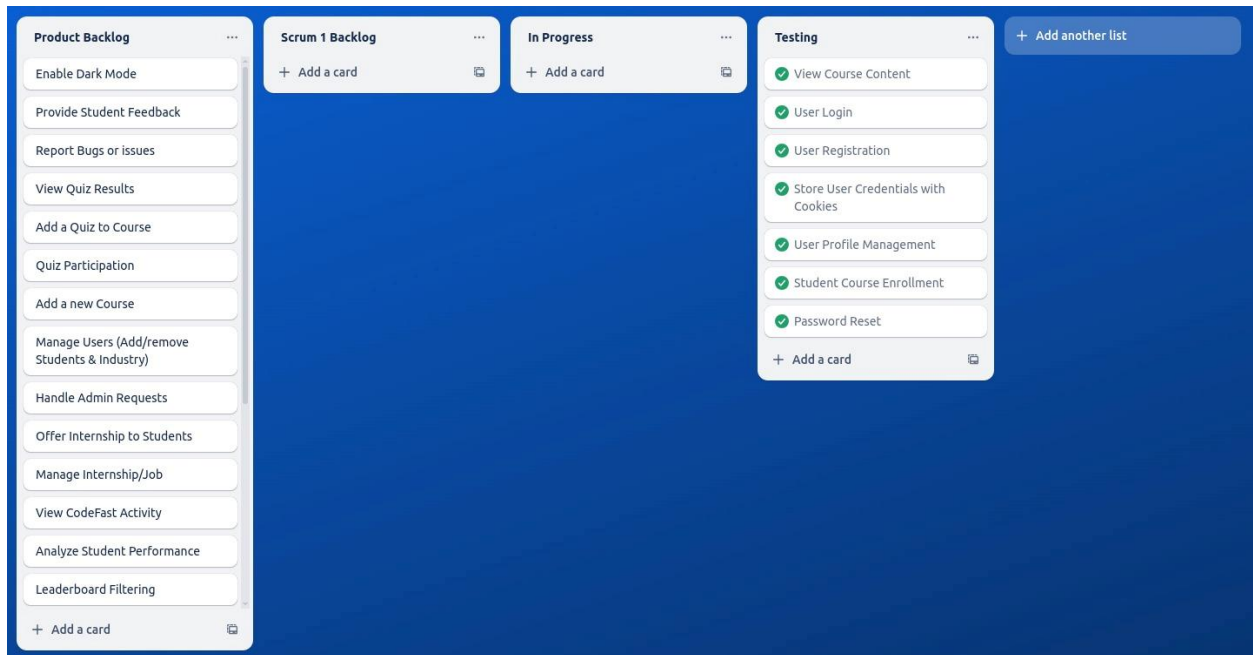 Product Backlog
Enable Dark Mode
Provide Student Feedback
Report Bugs or issues
View Quiz Results
Add a Quiz to Course
Quiz Participation
Add a new Course
Manage Users (Add/remove
Students & Industry)
Handle Admin Requests
Offer Internship to Students
Manage Internship/Job
View CodeFast Activity
Analyze Student Performance
Leaderboard Filtering
+ Add a card
Scrum 1 Backlog
+ Add a card
In Progress
+ Add a card
Testing
View Course Content
User Login
User Registration
Store User Credentials with
Cookies
User Profile Management
Student Course Enrollment
Password Reset
+ Add a card
+ Add another list